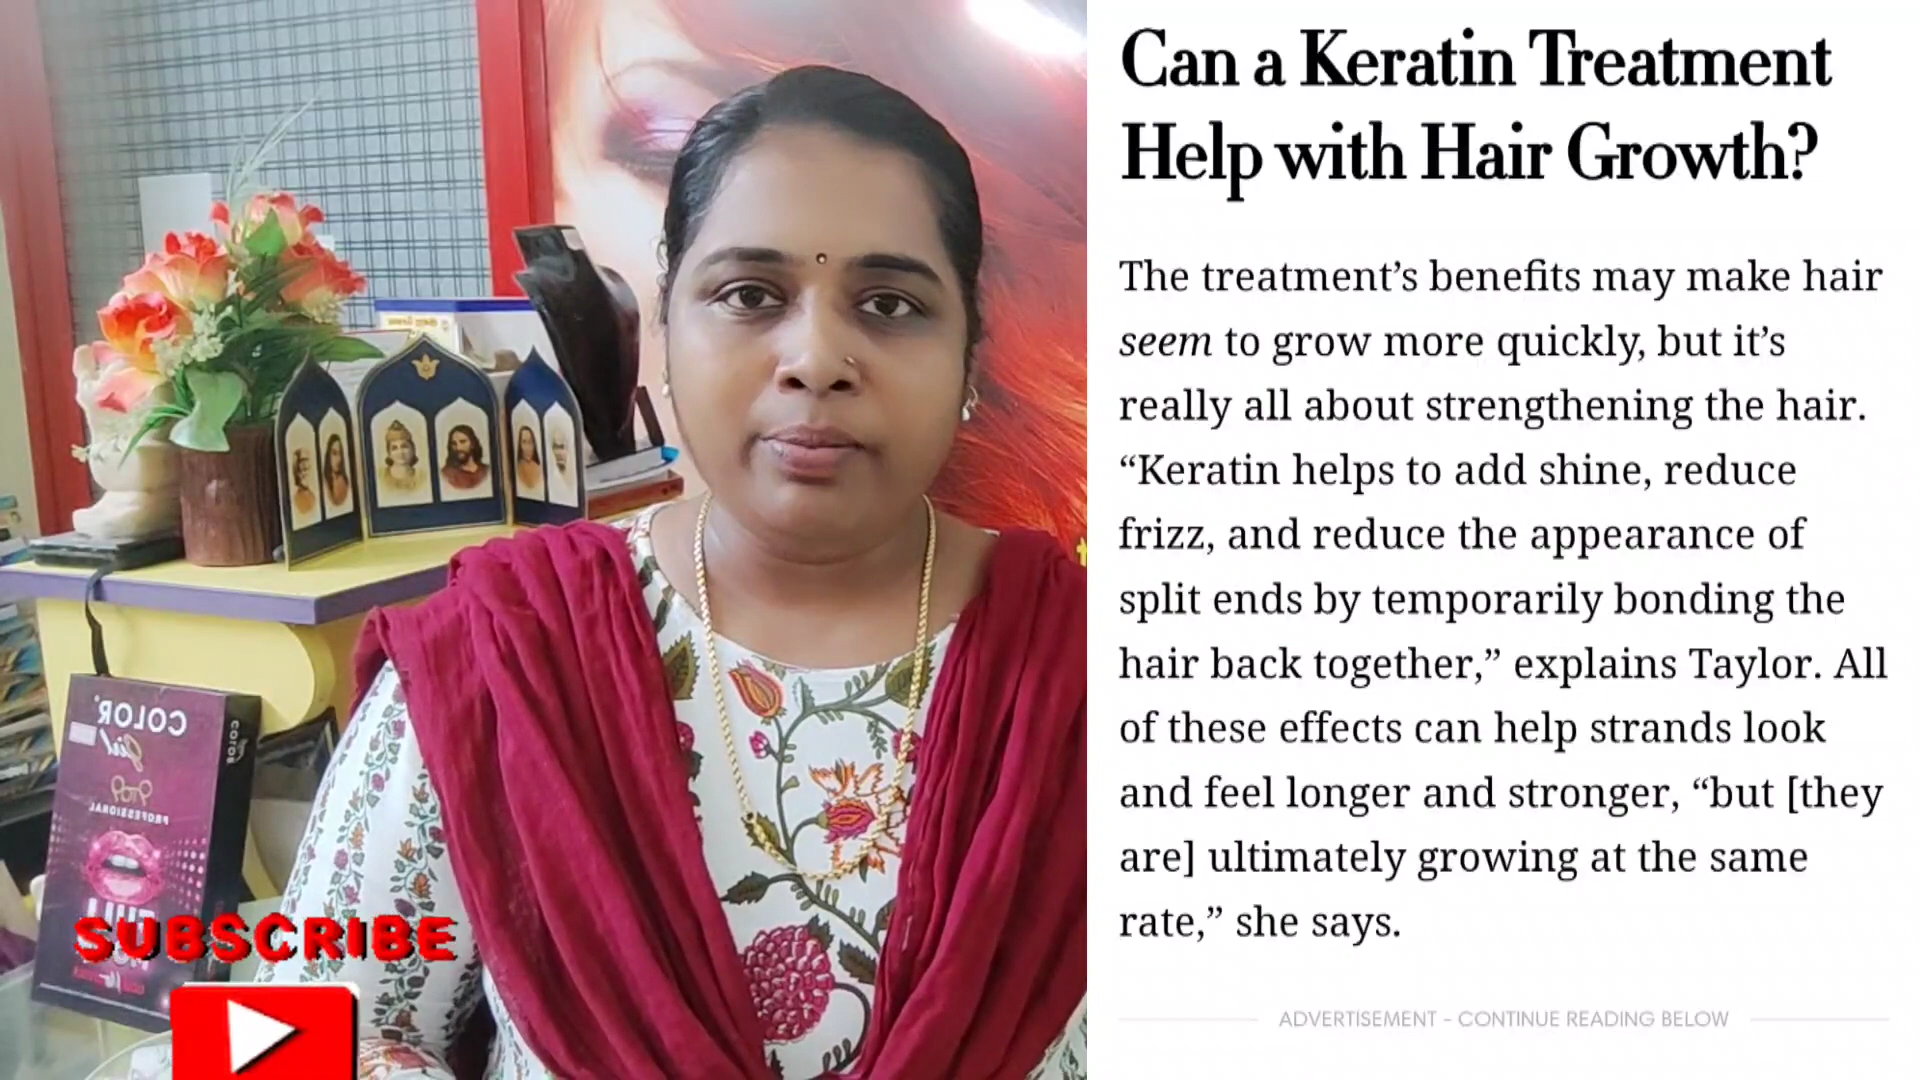 Can a Keratin Treatment
Help with Hair Growth?
The treatment’s benefits may make hair
seem to grow more quickly, but it’s
really all about strengthening the hair.
“Keratin helps to add shine, reduce
frizz, and reduce the appearance of
split ends by temporarily bonding the
hair back together,” explains Taylor. All
of these effects can help strands look
and feel longer and stronger, “but [they
are] ultimately growing at the same
rate,” she says.
ADVERTISEMENT - CONTINUE READING BELOW
COLOR
Girl
PROFESSIONAL
COLOR
SUBSCRIBE